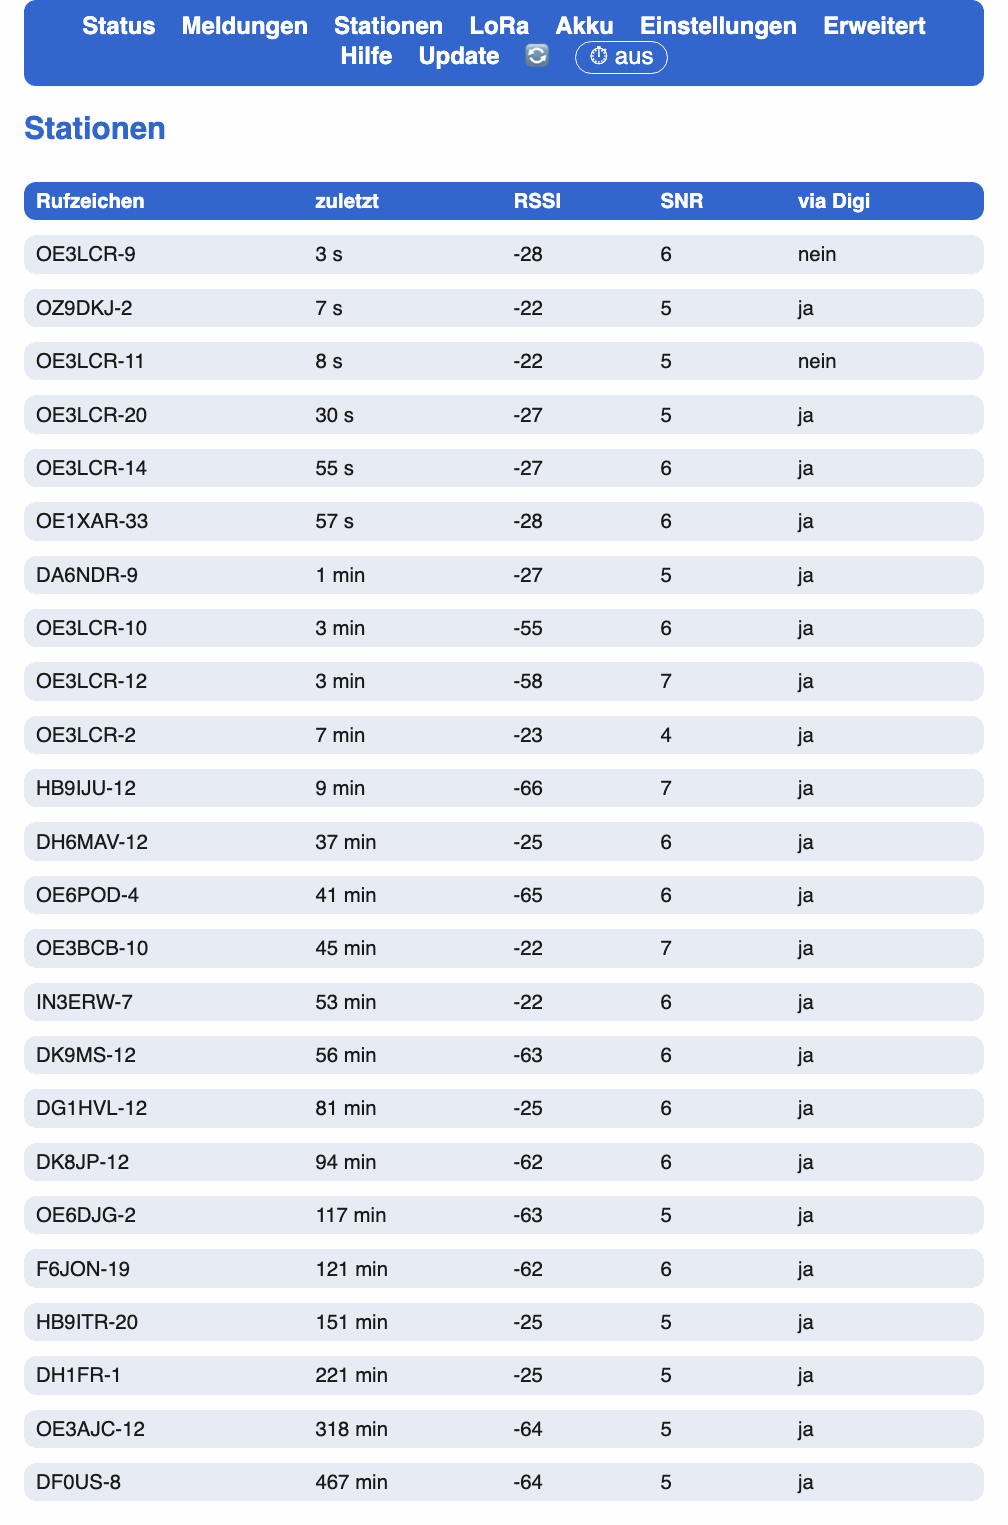 Status Meldungen Stationen LoRa Akku Einstellungen Erweitert
Hilfe Update 🔄 ⏱ aus
Stationen
Rufzeichen zuletzt RSSI SNR via Digi
OE3LCR-9 3 s -28 6 nein
OZ9DKJ-2 7 s -22 5 ja
OE3LCR-11 8 s -22 5 nein
OE3LCR-20 30 s -27 5 ja
OE3LCR-14 55 s -27 6 ja
OE1XAR-33 57 s -28 6 ja
DA6NDR-9 1 min -27 5 ja
OE3LCR-10 3 min -55 6 ja
OE3LCR-12 3 min -58 7 ja
OE3LCR-2 7 min -23 4 ja
HB9IJU-12 9 min -66 7 ja
DH6MAV-12 37 min -25 6 ja
OE6POD-4 41 min -65 6 ja
OE3BCB-10 45 min -22 7 ja
IN3ERW-7 53 min -22 6 ja
DK9MS-12 56 min -63 6 ja
DG1HVL-12 81 min -25 6 ja
DK8JP-12 94 min -62 6 ja
OE6DJG-2 117 min -63 5 ja
F6JON-19 121 min -62 6 ja
HB9ITR-20 151 min -25 5 ja
DH1FR-1 221 min -25 5 ja
OE3AJC-12 318 min -64 5 ja
DF0US-8 467 min -64 5 ja